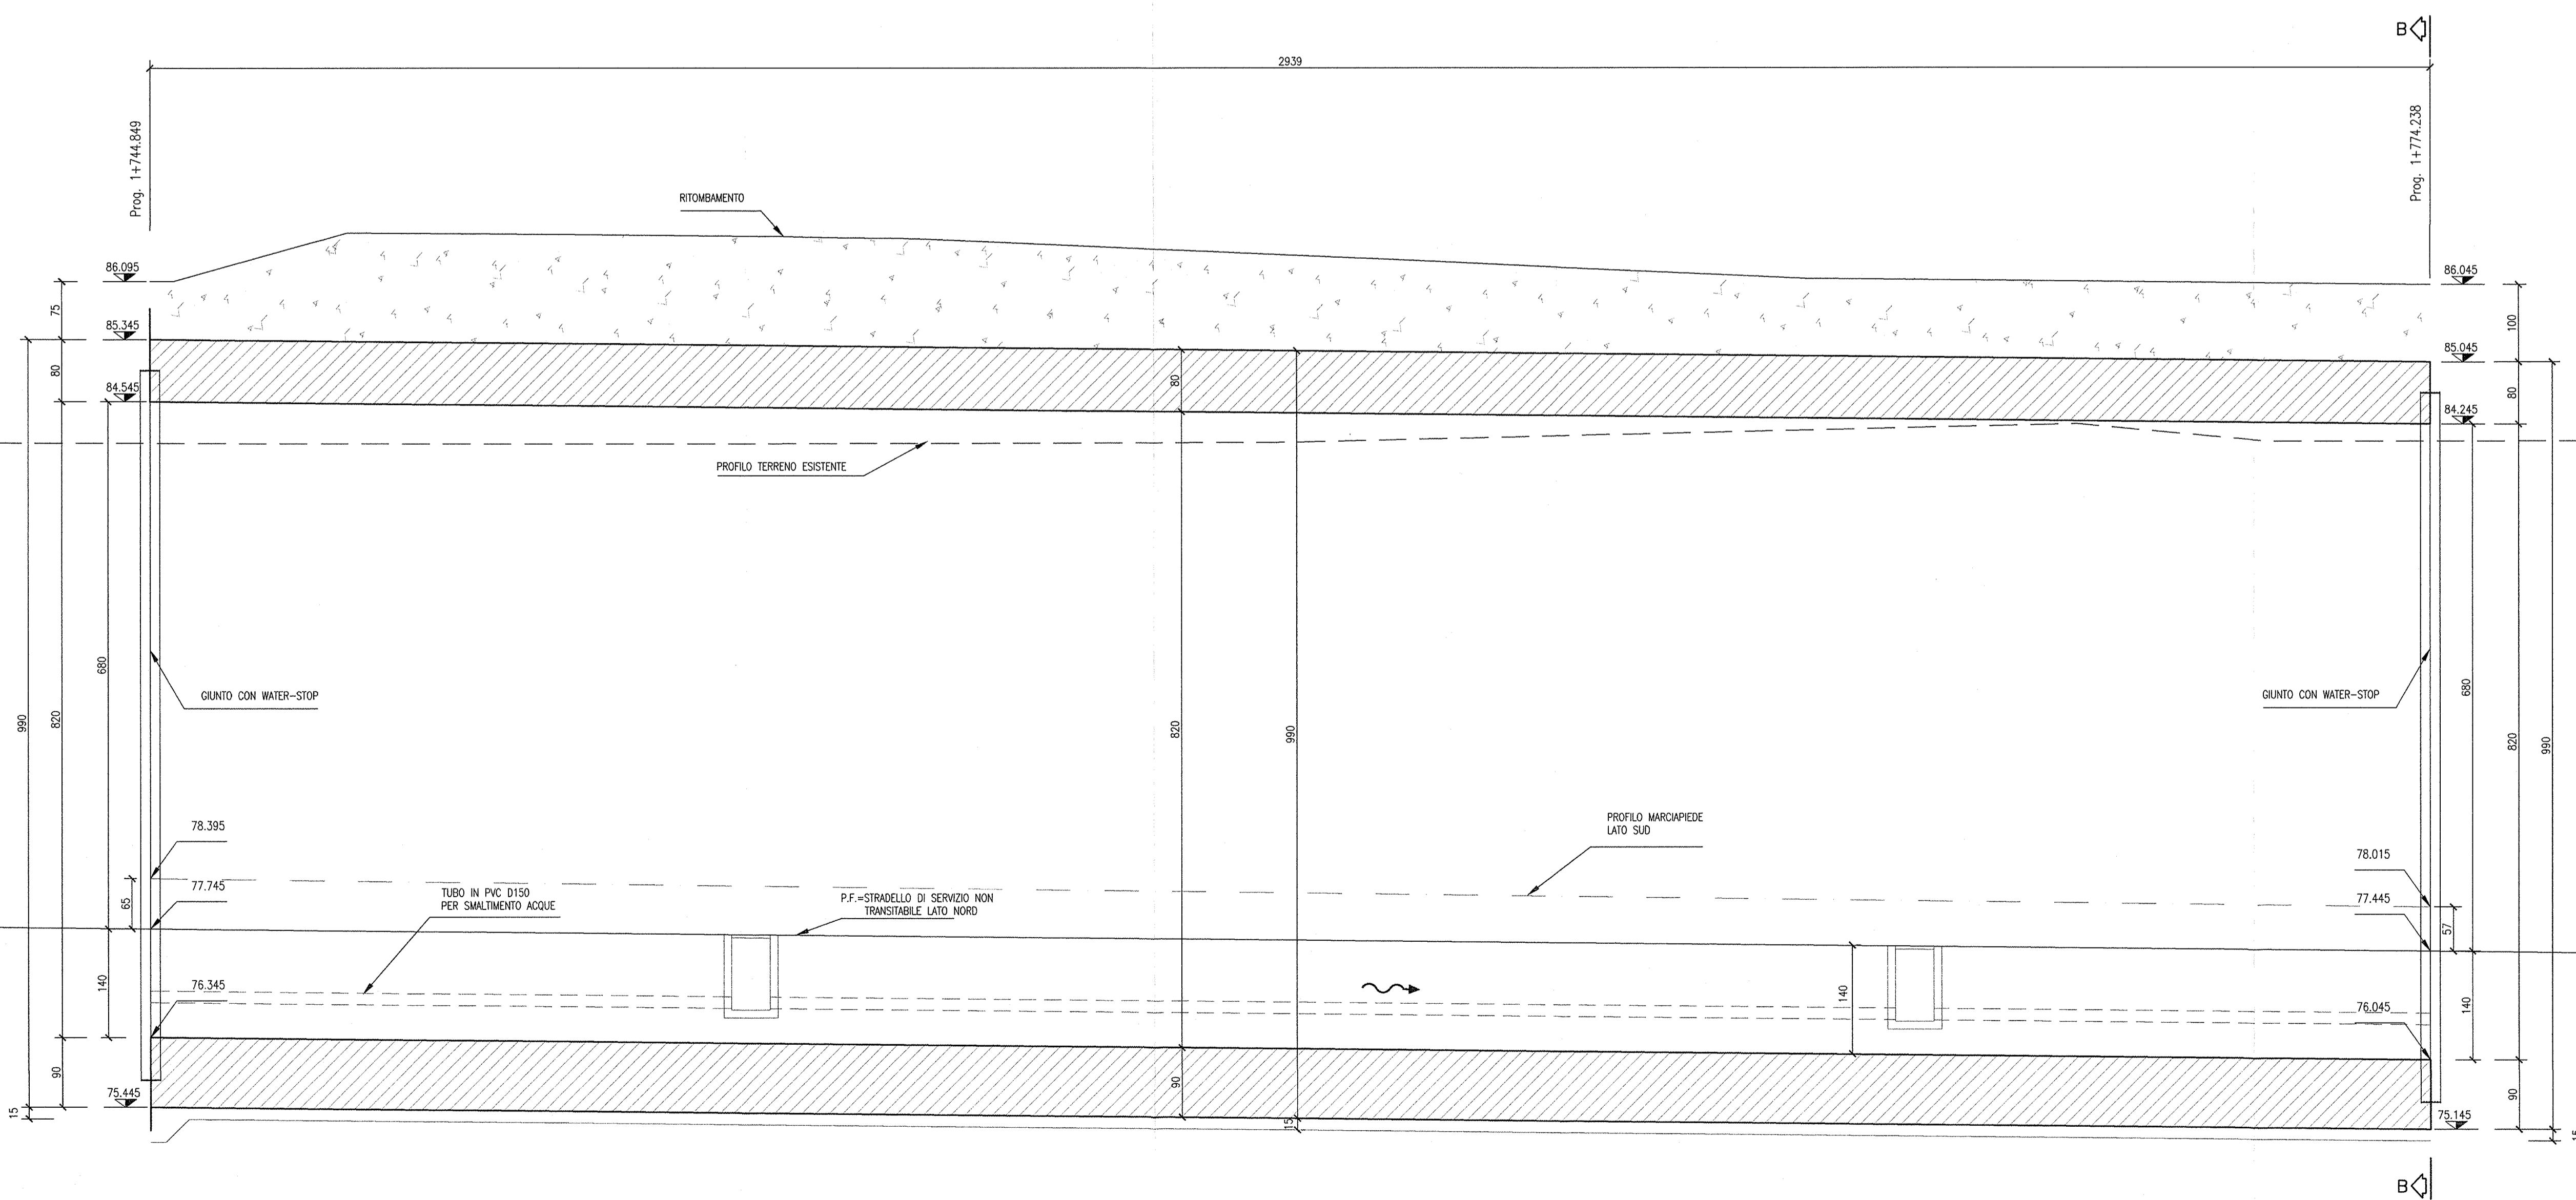 B
2939
Prog. 1+744.849
Prog. 1+774.238
RITOMBAMENTO
86.095
86.045
75
100
85.345
85.045
80
80
80
84.545
84.245
PROFILO TERRENO ESISTENTE
680
680
GIUNTO CON WATER-STOP
GIUNTO CON WATER-STOP
990
820
820
990
820
990
78.395
PROFILO MARCIAPIEDE
LATO SUD
78.015
77.745
TUBO IN PVC D150
PER SMALTIMENTO ACQUE
P.F.=STRADELLO DI SERVIZIO NON
TRANSITABILE LATO NORD
77.445
65
57
140
76.345
140
76.045
140
90
90
90
75.445
75.145
15
15
15
B